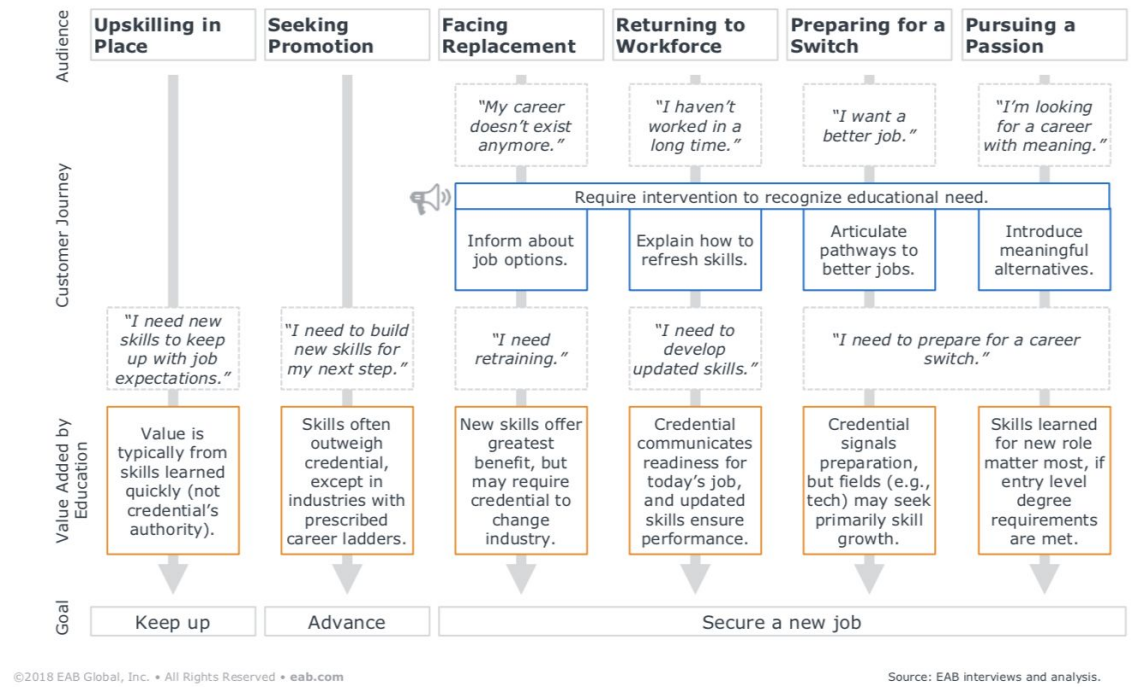 Audience
Upskilling in
Place
Seeking
Promotion
Facing
Replacement
Returning to
Workforce
Preparing for a
Switch
Pursuing a
Passion
Customer Journey
“My career
doesn’t exist
anymore.”
“I haven’t
worked in a
long time.”
“I want a
better job.”
“I’m looking
for a career
with meaning.”
Require intervention to recognize educational need.
Inform about
job options.
Explain how to
refresh skills.
Articulate
pathways to
better jobs.
Introduce
meaningful
alternatives.
“I need new
skills to keep
up with job
expectations.”
“I need to build
new skills for
my next step.”
“I need
retraining.”
“I need to
develop
updated skills.”
“I need to prepare for a career
switch.”
Value Added by
Education
Value is
typically from
skills learned
quickly (not
credential’s
authority).
Skills often
outweigh
credential,
except in
industries with
prescribed
career ladders.
New skills offer
greatest
benefit, but
may require
credential to
change
industry.
Credential
communicates
readiness for
today’s job,
and updated
skills ensure
performance.
Credential
signals
preparation,
but fields (e.g.,
tech) may seek
primarily skill
growth.
Skills learned
for new role
matter most, if
entry level
degree
requirements
are met.
Goal
Keep up
Advance
Secure a new job
©2018 EAB Global, Inc. • All Rights Reserved • eab.com
Source: EAB interviews and analysis.